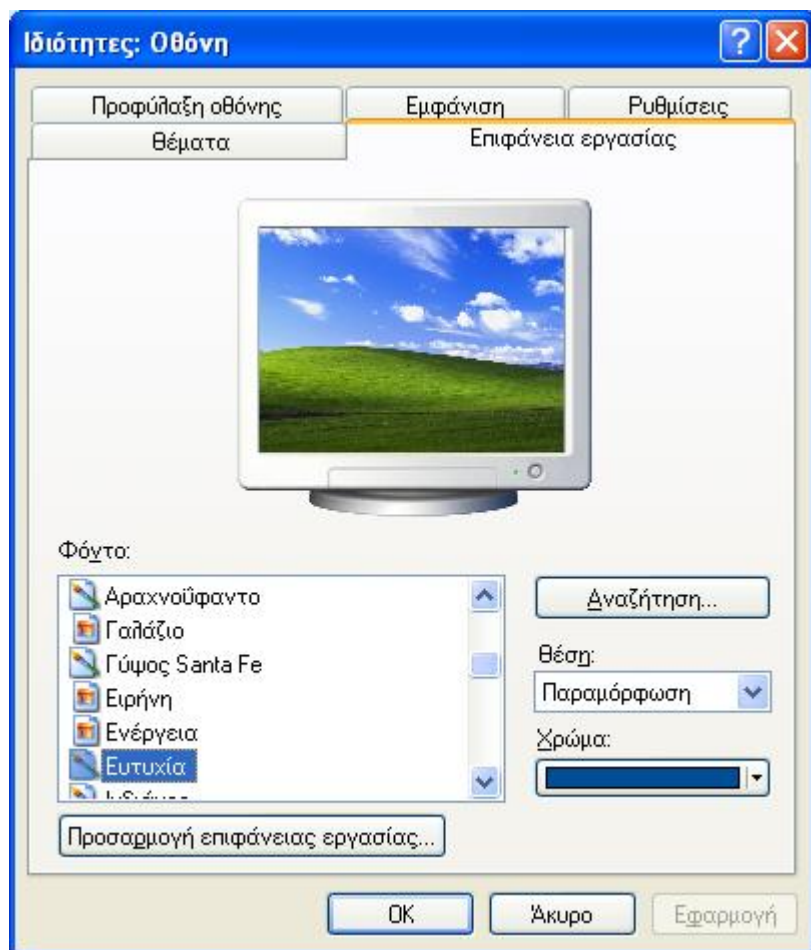 Ιδιότητες: Οθόνη
Προφύλαξη οθόνης
Εμφάνιση
Ρυθμίσεις
Θέματα
Επιφάνεια εργασίας
Φόντο:
Αραχνοΰφαντο
Γαλάζιο
Γύψος Santa Fe
Ειρήνη
Ενέργεια
Ευτυχία
Αναζήτηση...
Θέση:
Παραμόρφωση
Χρώμα:
Προσαρμογή επιφάνειας εργασίας...
OK
Άκυρο
Εφαρμογή